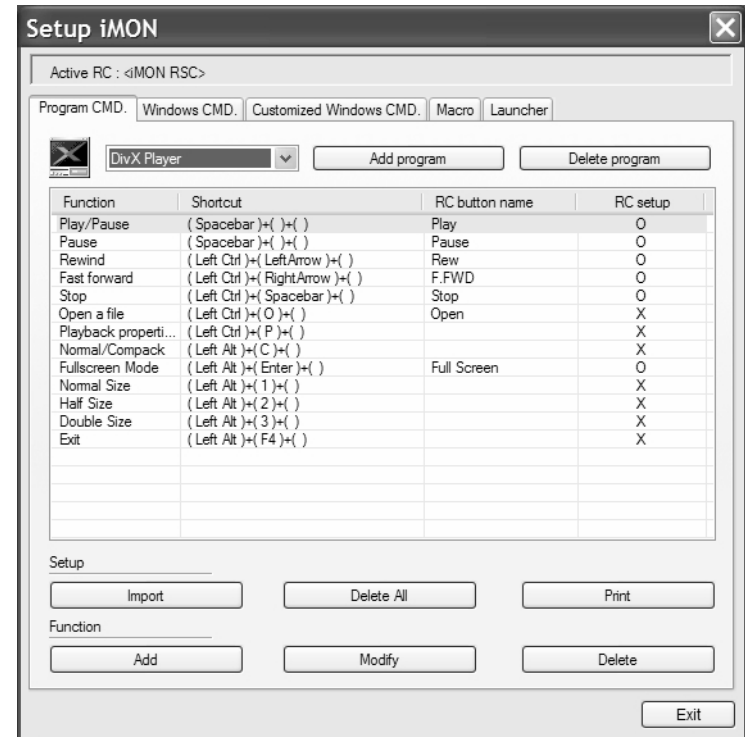 Setup iMON
Active RC : <iMON RSC>
Program CMD. Windows CMD. Customized Windows CMD. Macro Launcher
DivX Player Add program Delete program
Function Shortcut RC button name RC setup
Play/Pause ( Spacebar )+( )+( ) Play O
Pause ( Spacebar )+( )+( ) Pause O
Rewind ( Left Ctrl )+( LeftArrow )+( ) Rew O
Fast forward ( Left Ctrl )+( RightArrow )+( ) F.FWD O
Stop ( Left Ctrl )+( Spacebar )+( ) Stop O
Open a file ( Left Ctrl )+( O )+( ) Open X
Playback properti... ( Left Ctrl )+( P )+( ) X
Normal/Compack ( Left Alt )+( C )+( ) X
Fullscreen Mode ( Left Alt )+( Enter )+( ) Full Screen O
Normal Size ( Left Alt )+( 1 )+( ) X
Half Size ( Left Alt )+( 2 )+( ) X
Double Size ( Left Alt )+( 3 )+( ) X
Exit ( Left Alt )+( F4 )+( ) X
Setup
Import Delete All Print
Function
Add Modify Delete
Exit